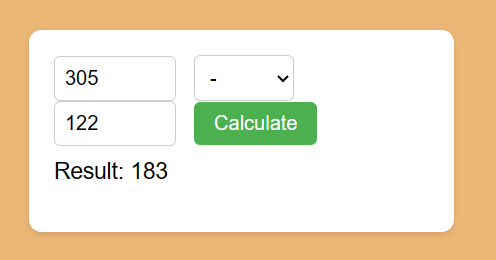 305 -
122 Calculate
Result: 183